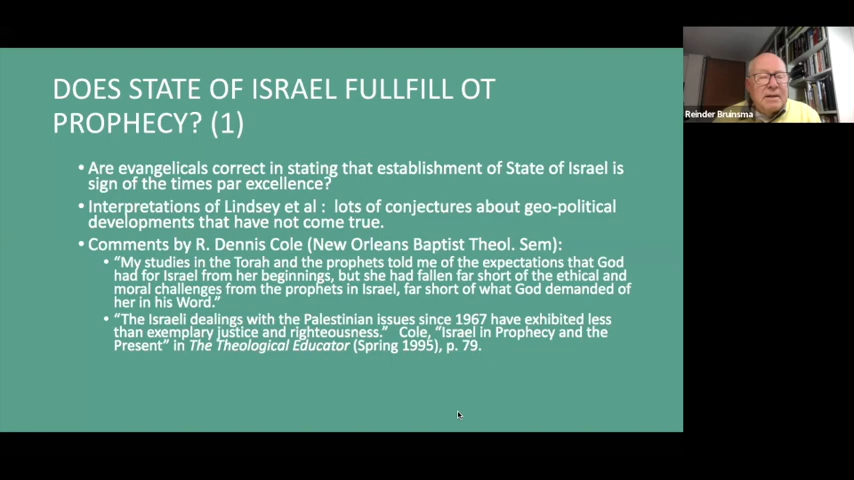 DOES STATE OF ISRAEL FULLFILL OT
PROPHECY? (1)
• Are evangelicals correct in stating that establishment of State of Israel is
sign of the times par excellence?
• Interpretations of Lindsey et al : lots of conjectures about geo-political
developments that have not come true.
• Comments by R. Dennis Cole (New Orleans Baptist Theol. Sem):
• “My studies in the Torah and the prophets told me of the expectations that God
had for Israel from her beginnings, but she had fallen far short of the ethical and
moral challenges from the prophets in Israel, far short of what God demanded of
her in his Word.”
• “The Israeli dealings with the Palestinian issues since 1967 have exhibited less
than exemplary justice and righteousness.” Cole, “Israel in Prophecy and the
Present” in The Theological Educator (Spring 1995), p. 79.
Reinder Bruinsma